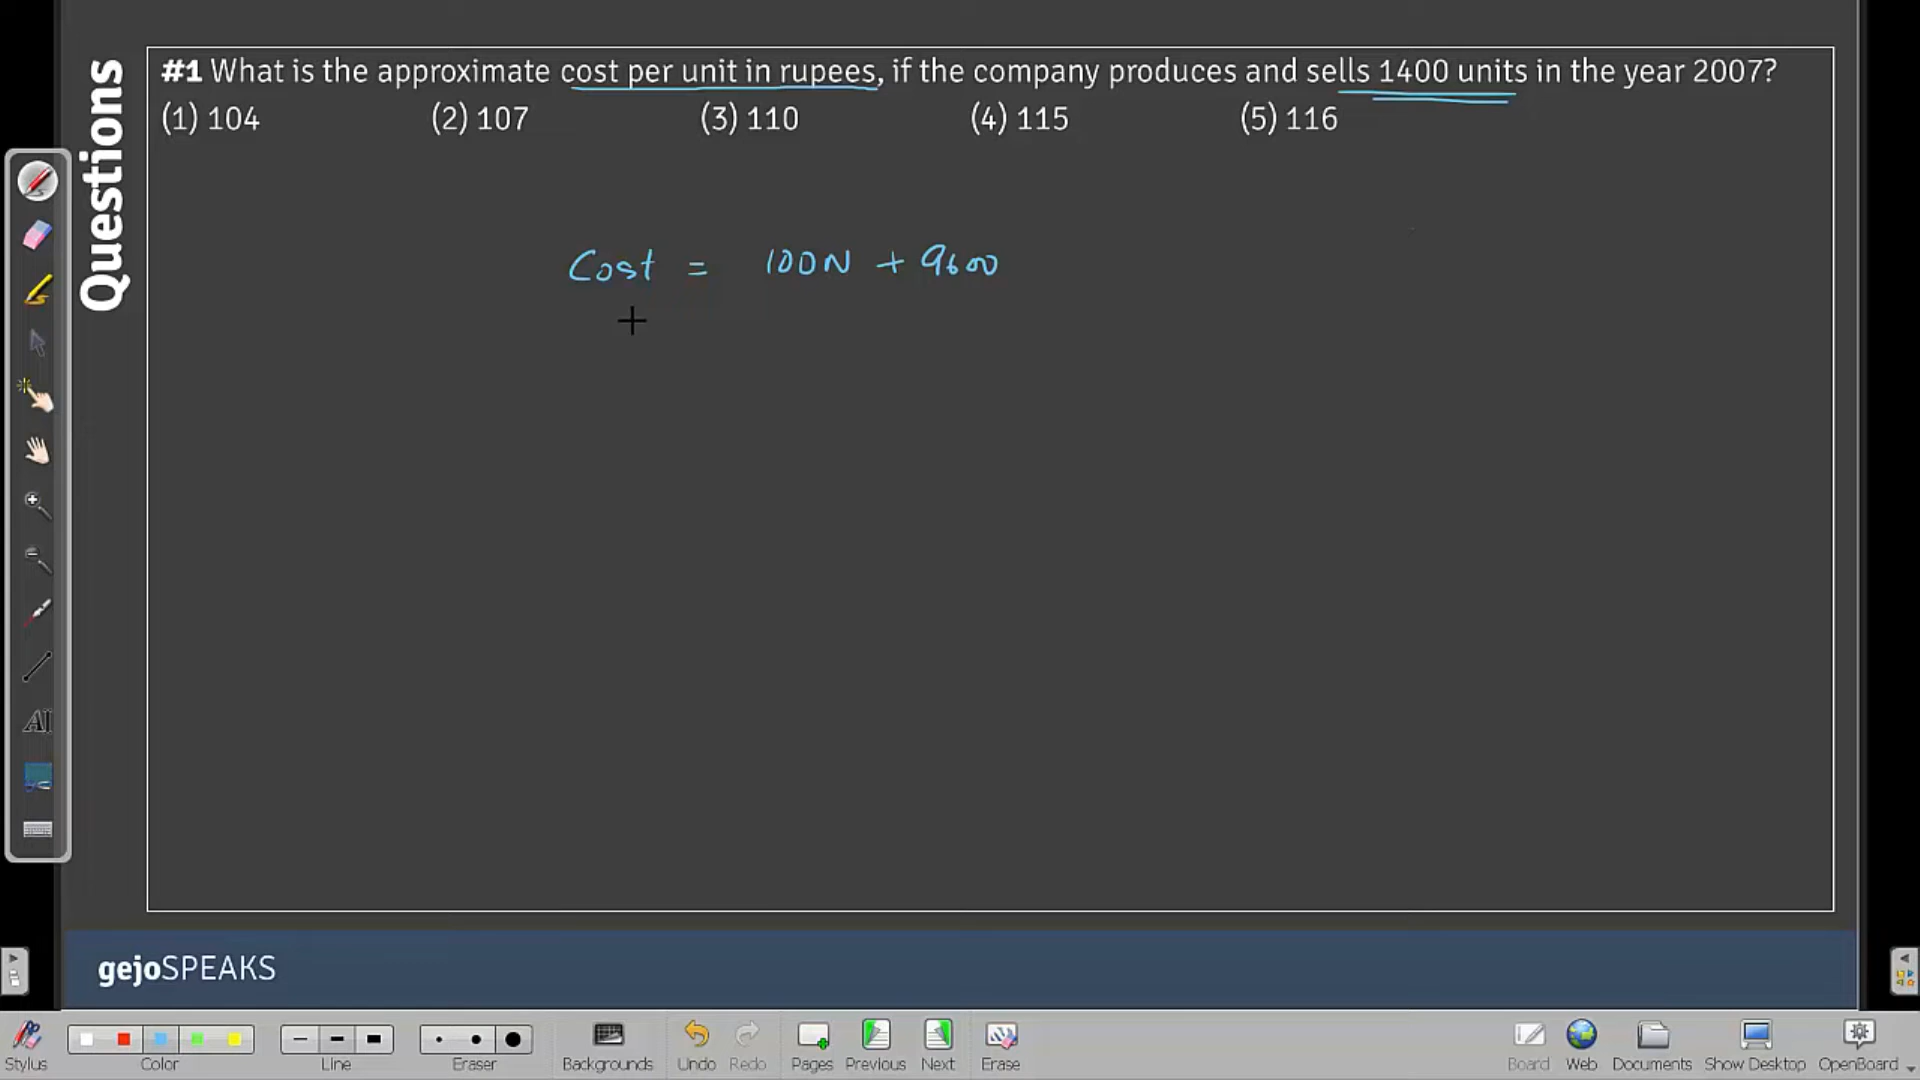 Questions
#1 What is the approximate cost per unit in rupees, if the company produces and sells 1400 units in the year 2007?
(1) 104 (2) 107 (3) 110 (4) 115 (5) 116
Cost = 100N + 9600
AI
gejoSPEAKS
Stylus Color Line Eraser Backgrounds Undo Redo Pages Previous Next Erase Board Web Documents Show Desktop OpenBoard